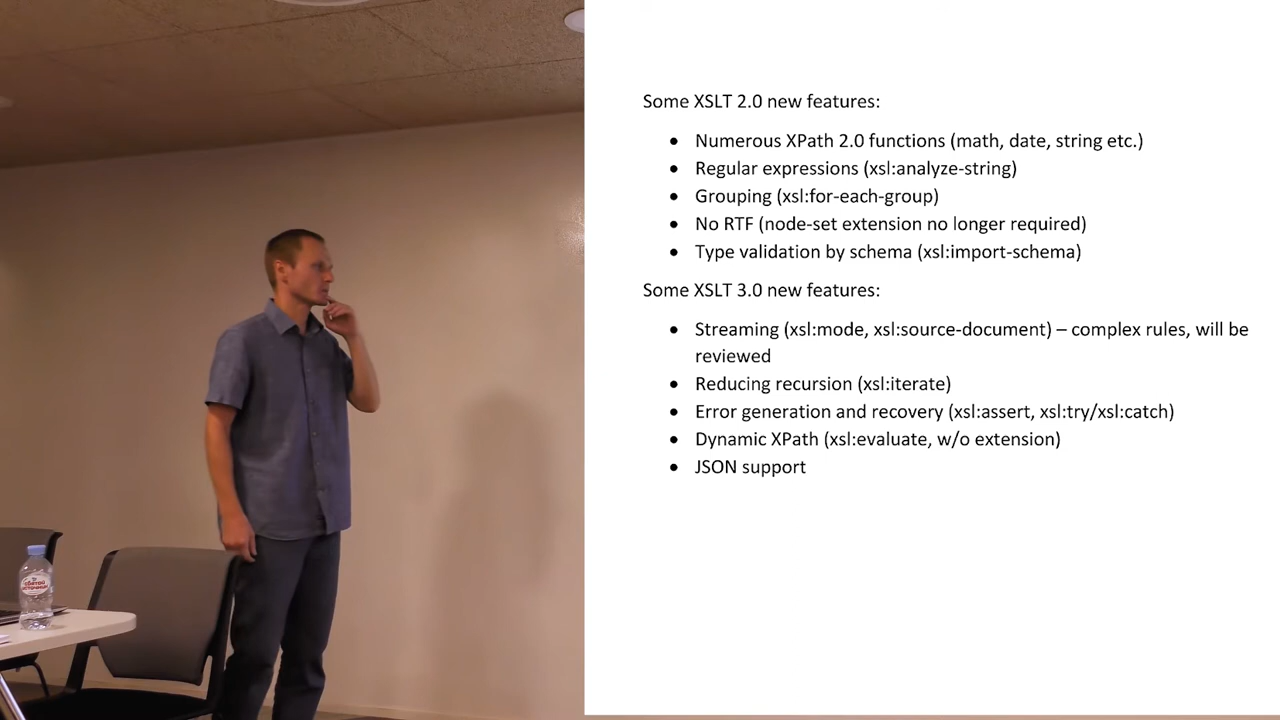 Some XSLT 2.0 new features:
● Numerous XPath 2.0 functions (math, date, string etc.)
● Regular expressions (xsl:analyze-string)
● Grouping (xsl:for-each-group)
● No RTF (node-set extension no longer required)
● Type validation by schema (xsl:import-schema)
Some XSLT 3.0 new features:
● Streaming (xsl:mode, xsl:source-document) – complex rules, will be
reviewed
● Reducing recursion (xsl:iterate)
● Error generation and recovery (xsl:assert, xsl:try/xsl:catch)
● Dynamic XPath (xsl:evaluate, w/o extension)
● JSON support
святой
источник